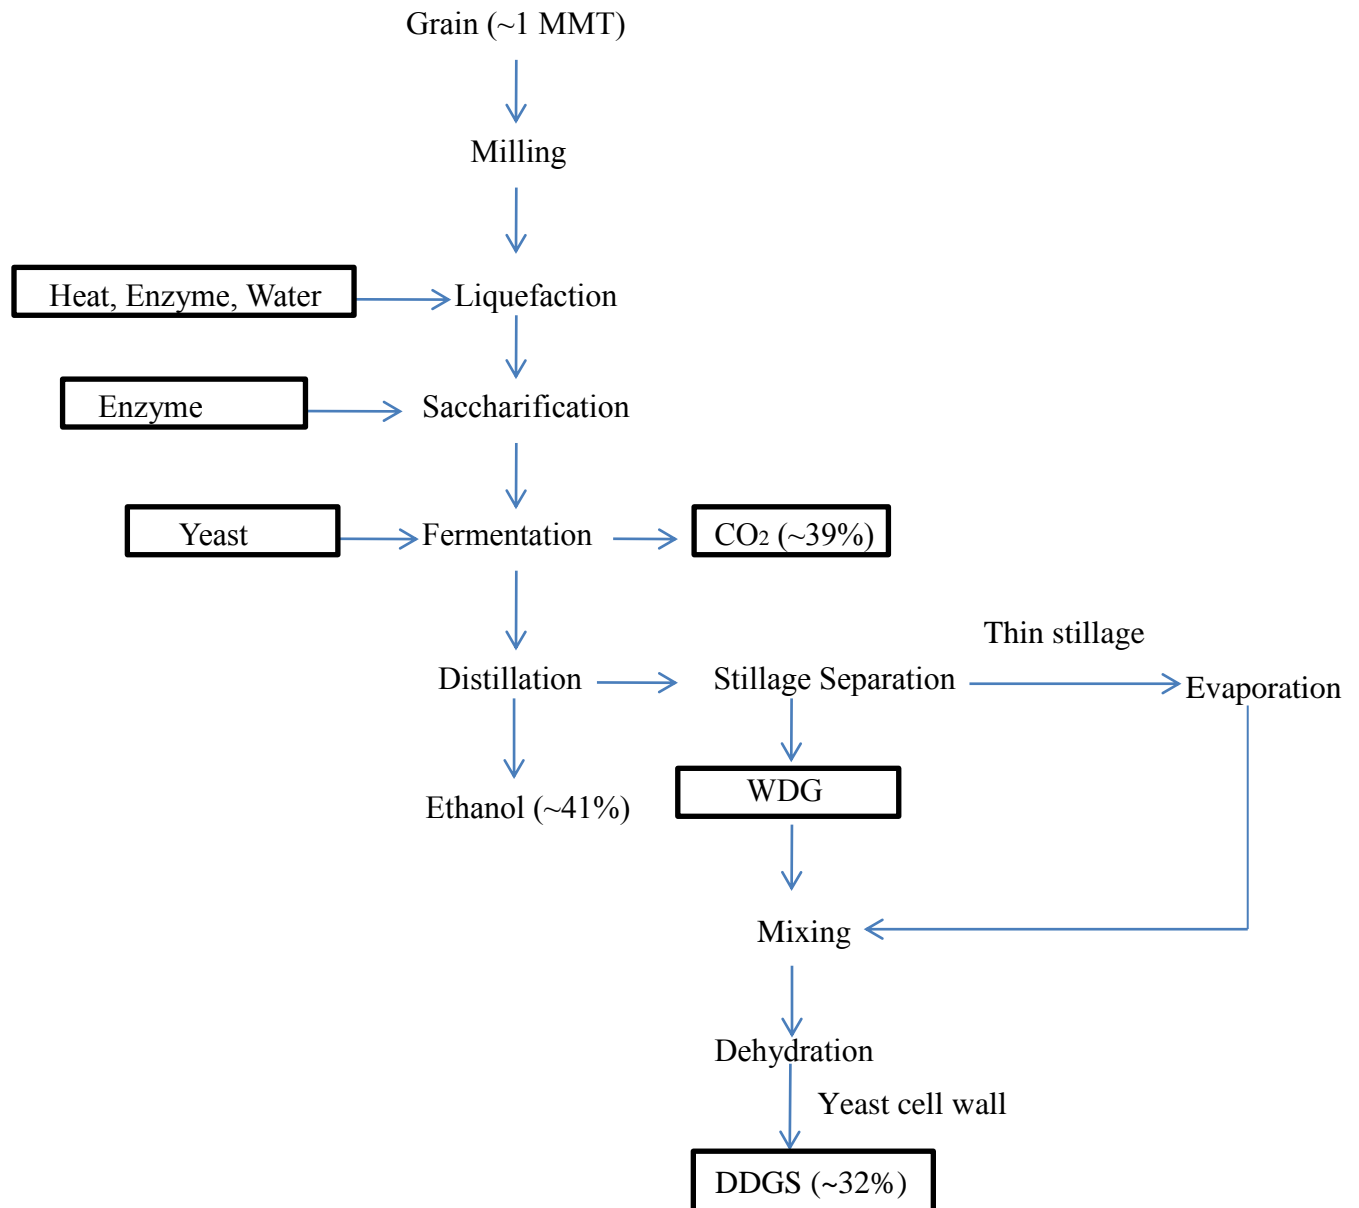 Grain (~1 MMT)
Milling
Heat, Enzyme, Water
Liquefaction
Enzyme
Saccharification
Yeast
Fermentation
CO2 (~39%)
Thin stillage
Distillation
Stillage Separation
Evaporation
WDG
Ethanol (~41%)
Mixing
Dehydration
Yeast cell wall
DDGS (~32%)